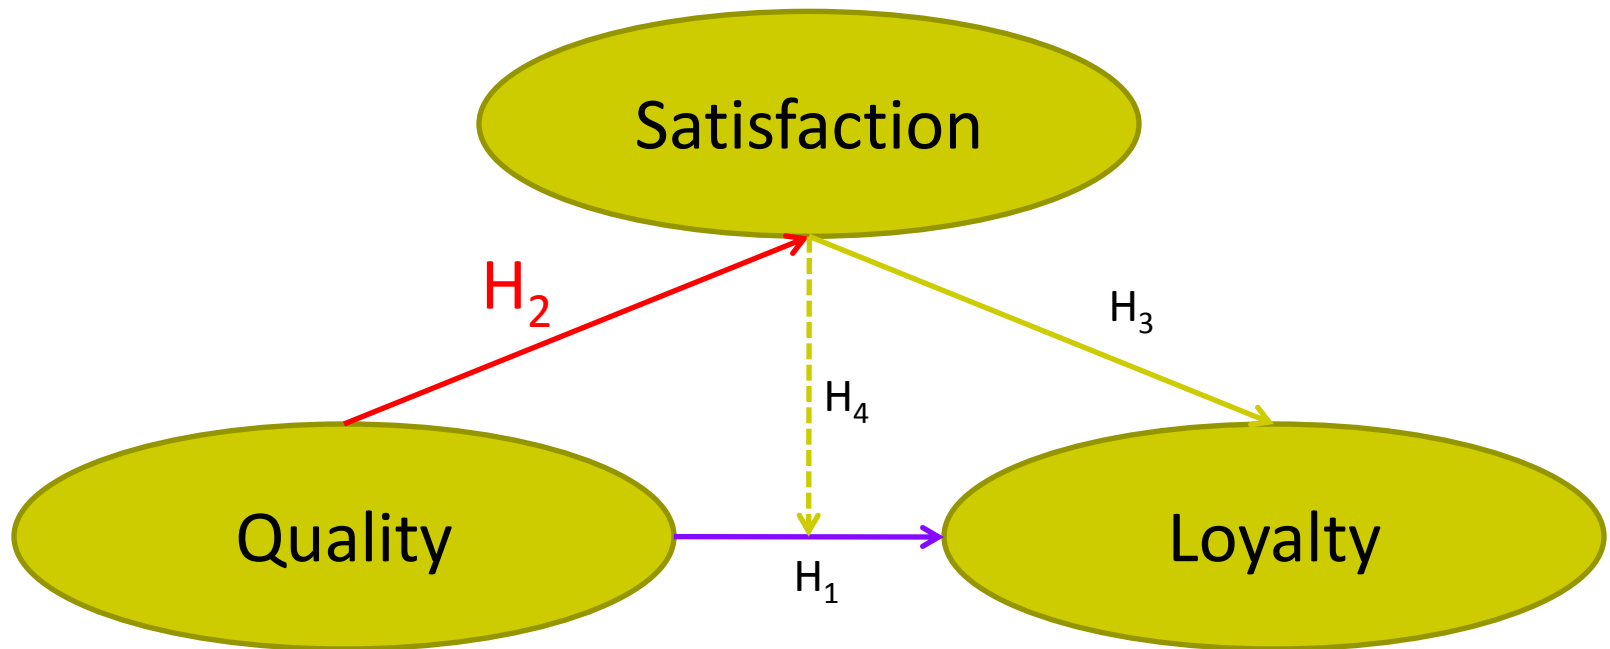 Satisfaction
H₂
H₃
H₄
Quality
Loyalty
H₁